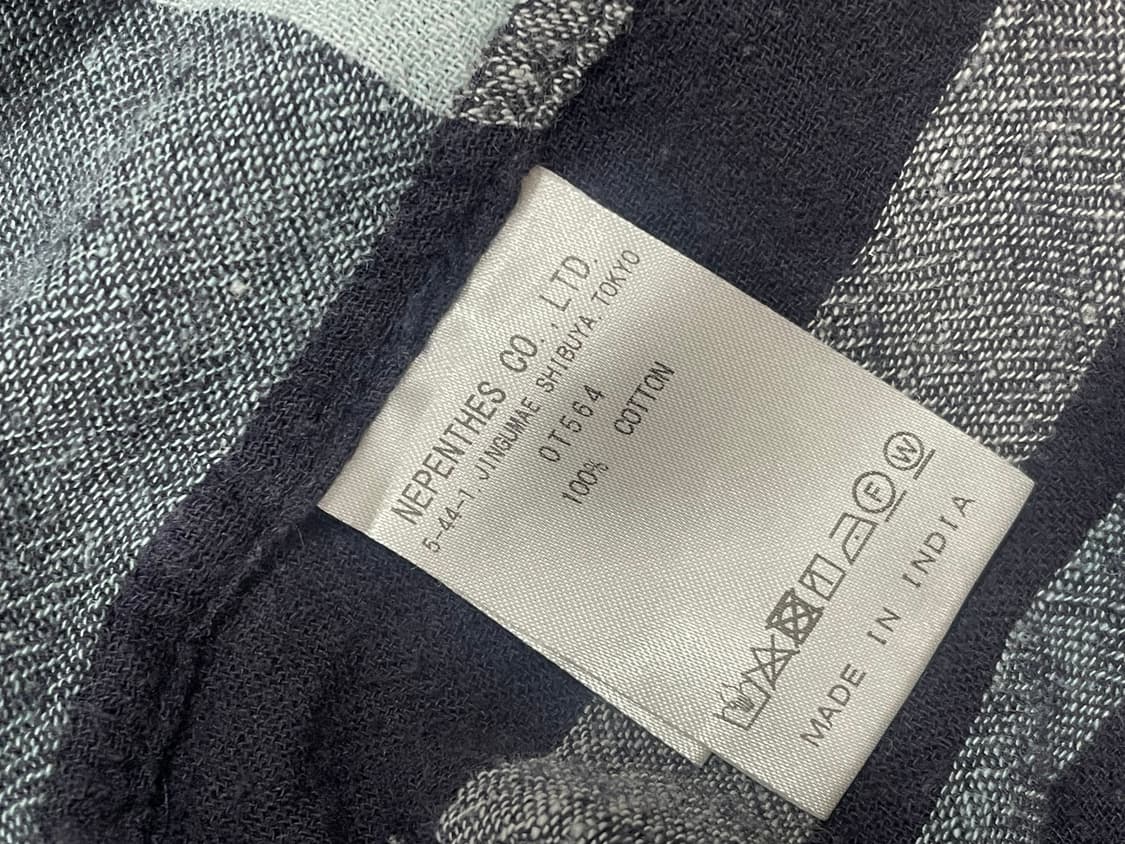 NEPENTHES CO.,LTD.
5-44-1.JINGUMAE SHIBUYA.TOKYO
OT564
100% COTTON
F W
MADE IN INDIA